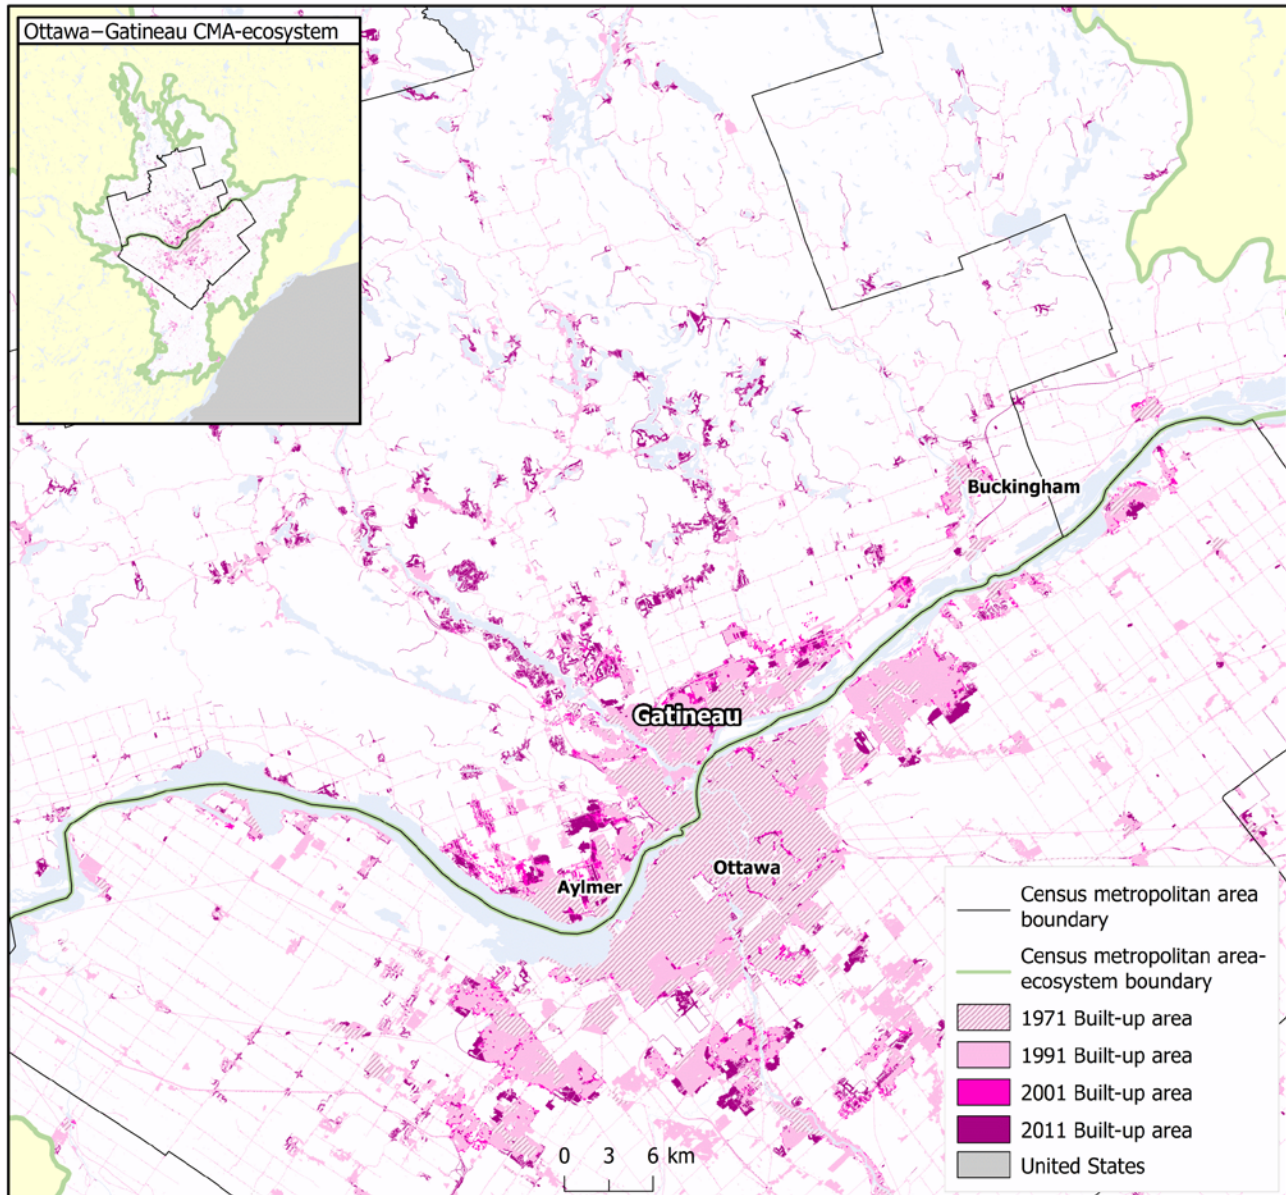 Ottawa–Gatineau CMA-ecosystem
Buckingham
Gatineau
Ottawa
Aylmer
Census metropolitan area
boundary
Census metropolitan area-
ecosystem boundary
1971 Built-up area
1991 Built-up area
2001 Built-up area
2011 Built-up area
United States
0 3 6 km